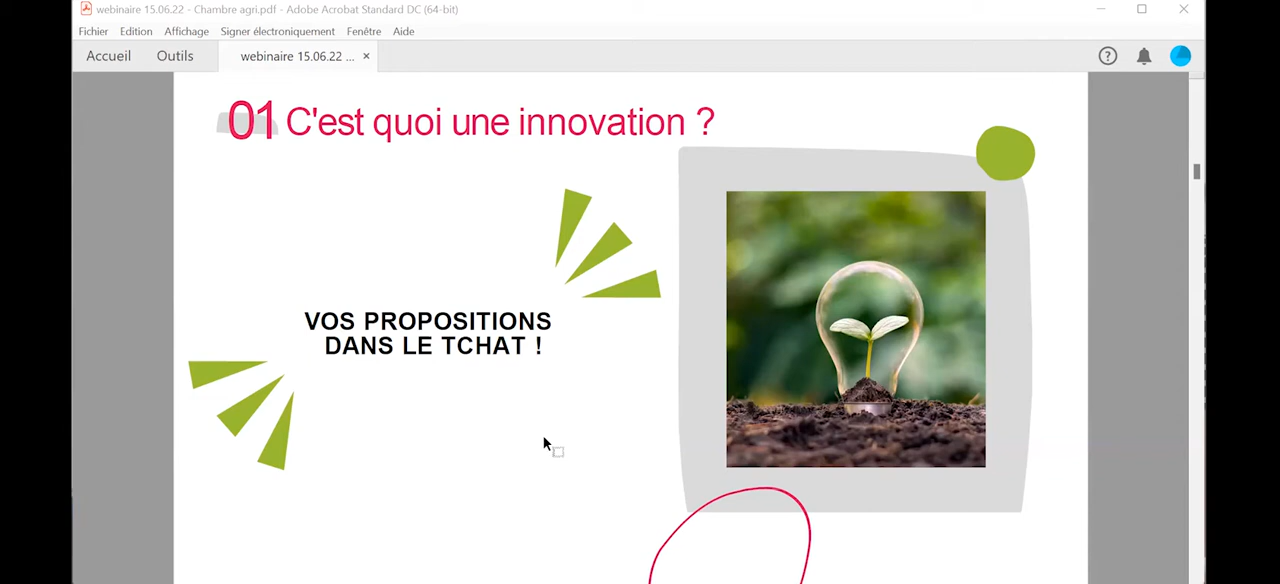 webinaire 15.06.22 - Chambre agri.pdf - Adobe Acrobat Standard DC (64-bit)
Fichier Edition Affichage Signer électroniquement Fenêtre Aide
Accueil Outils webinaire 15.06.22 ... ×
01 C'est quoi une innovation ?
VOS PROPOSITIONS
DANS LE TCHAT !